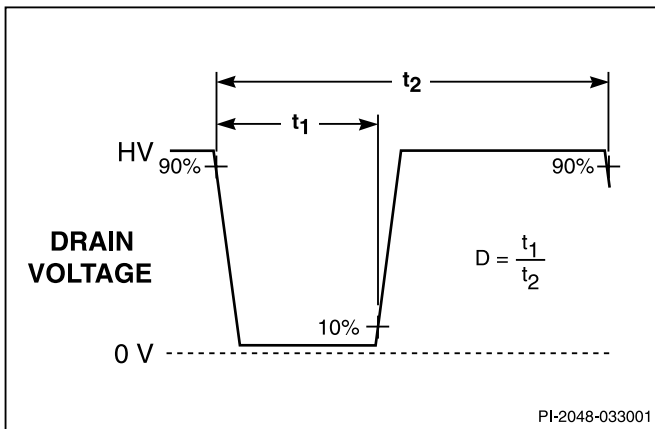 t2
t1
HV
90%
90%
DRAIN
VOLTAGE
D = t1/t2
10%
0 V
PI-2048-033001